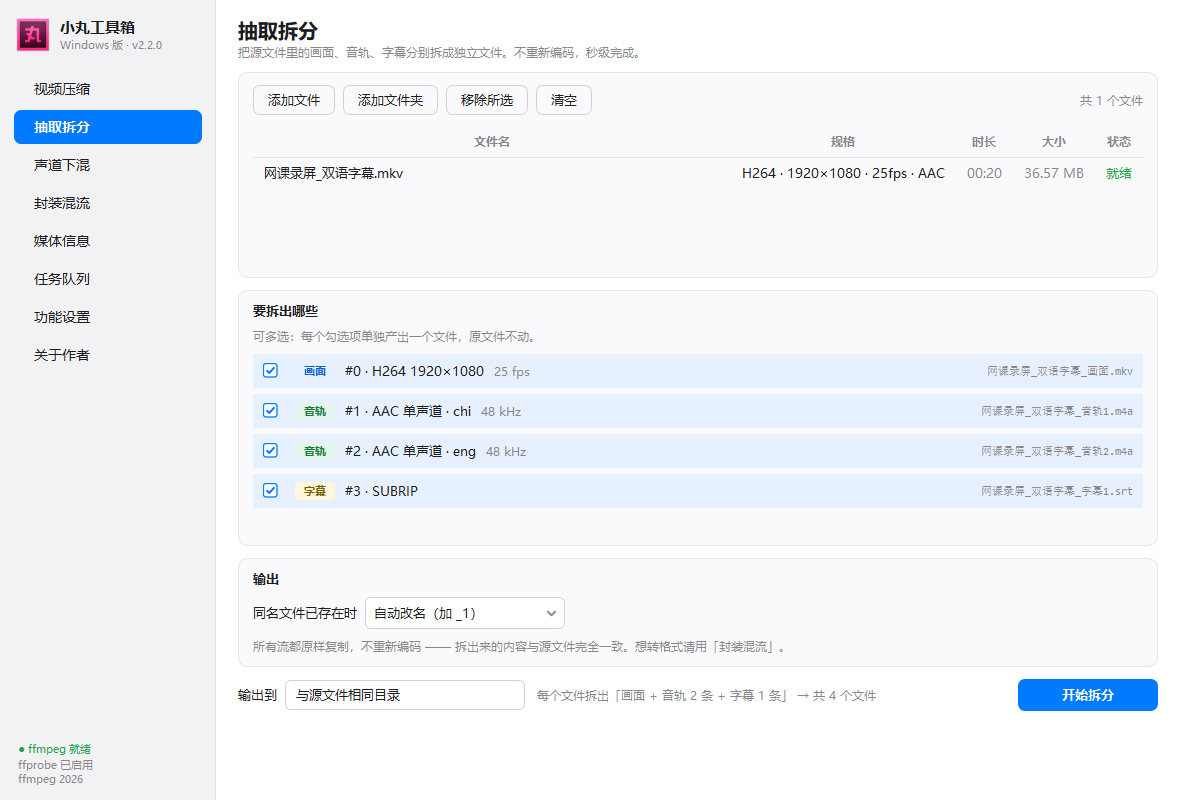 丸
小丸工具箱
Windows 版 · v2.2.0
视频压缩
抽取拆分
声道下混
封装混流
媒体信息
任务队列
功能设置
关于作者
● ffmpeg 就绪
ffprobe 已启用
ffmpeg 2026
抽取拆分
把源文件里的画面、音轨、字幕分别拆成独立文件。不重新编码，秒级完成。
添加文件 添加文件夹 移除所选 清空 共 1 个文件
文件名 规格 时长 大小 状态
网课录屏_双语字幕.mkv H264 · 1920×1080 · 25fps · AAC 00:20 36.57 MB 就绪
要拆出哪些
可多选：每个勾选项单独产出一个文件，原文件不动。
画面 #0 · H264 1920×1080 25 fps 网课录屏_双语字幕_画面.mkv
音轨 #1 · AAC 单声道 · chi 48 kHz 网课录屏_双语字幕_音轨1.m4a
音轨 #2 · AAC 单声道 · eng 48 kHz 网课录屏_双语字幕_音轨2.m4a
字幕 #3 · SUBRIP 网课录屏_双语字幕_字幕1.srt
输出
同名文件已存在时 自动改名（加 _1）
所有流都原样复制，不重新编码 —— 拆出来的内容与源文件完全一致。想转格式请用「封装混流」。
输出到 与源文件相同目录 每个文件拆出「画面 + 音轨 2 条 + 字幕 1 条」 → 共 4 个文件 开始拆分